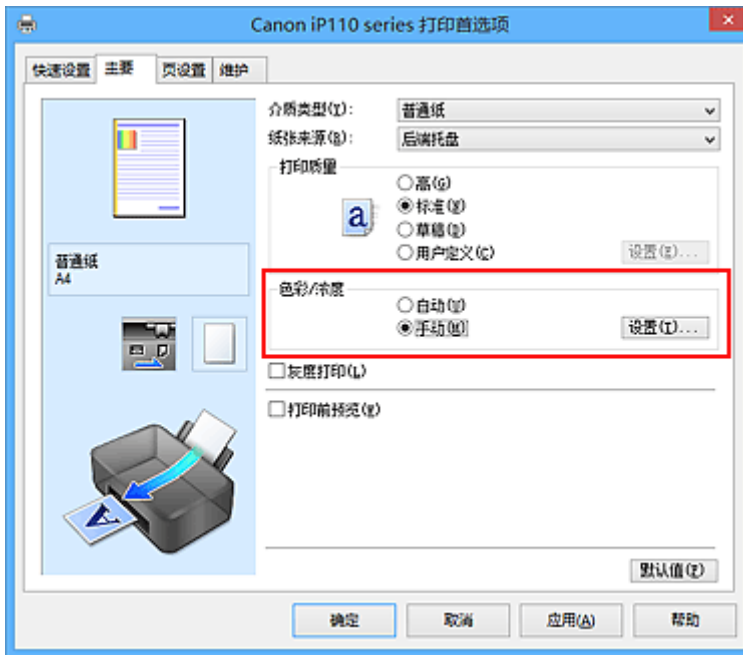 Canon iP110 series 打印首选项
快速设置 主要 页设置 维护
介质类型(Y): 普通纸
纸张来源(R): 后端托盘
打印质量
高(G)
标准(N)
草稿(D)
用户定义(C) 设置(E)...
色彩/浓度
自动(U)
手动(M) 设置(T)...
灰度打印(L)
打印前预览(V)
普通纸
A4
默认值(F)
确定 取消 应用(A) 帮助